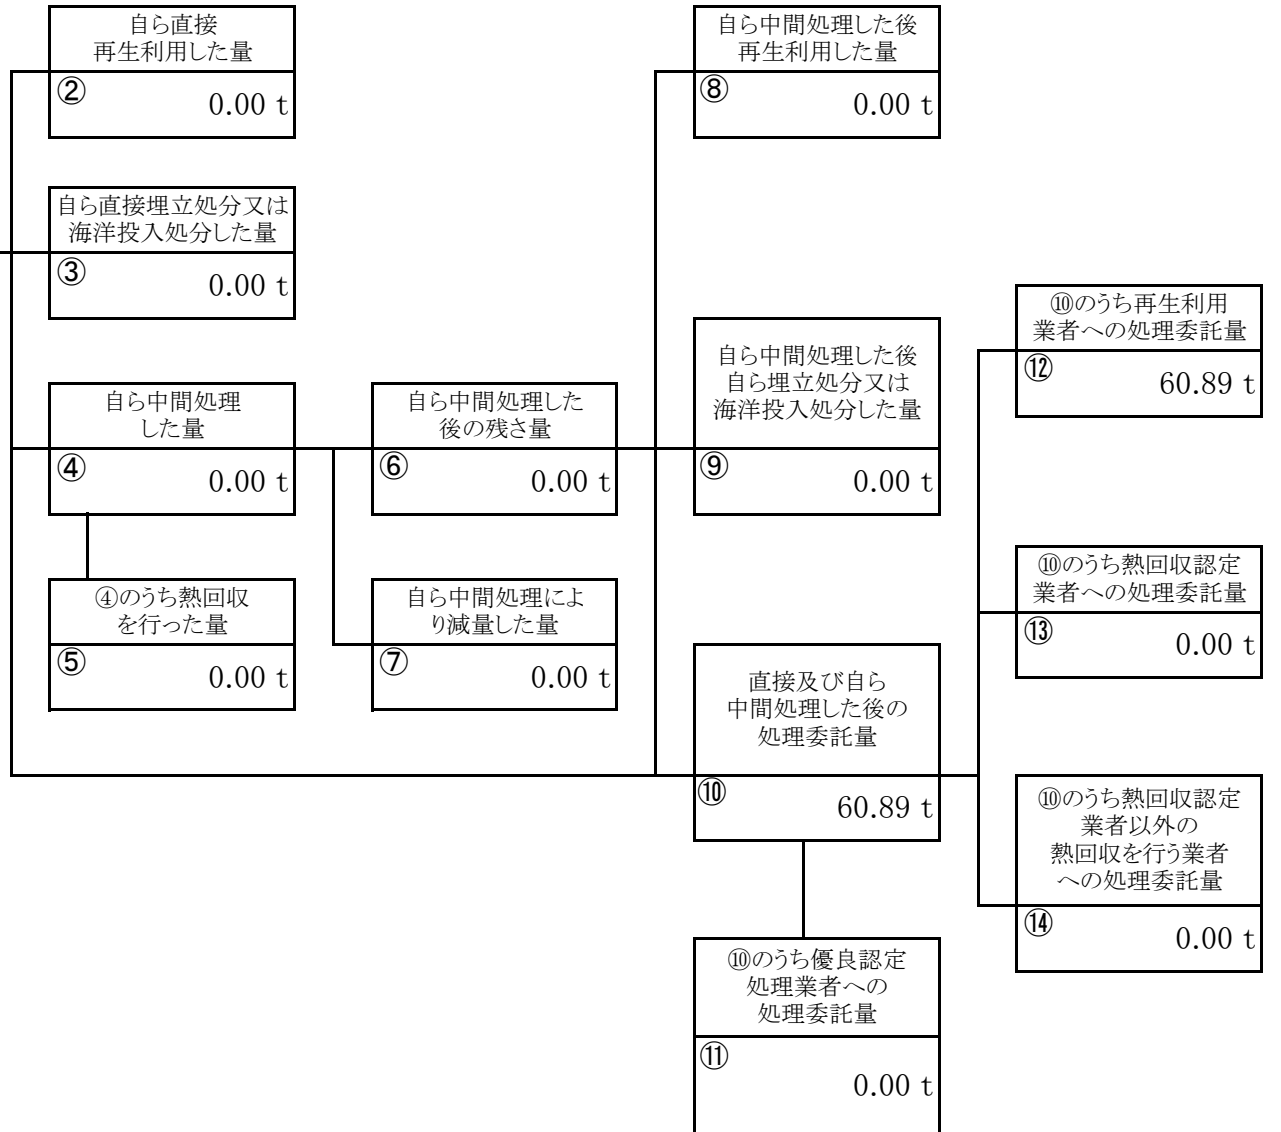 自ら直接
再生利用した量
②
0.00 t
自ら直接埋立処分又は
海洋投入処分した量
③
0.00 t
自ら中間処理
した量
④
0.00 t
④のうち熱回収
を行った量
⑤
0.00 t
自ら中間処理した
後の残さ量
⑥
0.00 t
自ら中間処理によ
り減量した量
⑦
0.00 t
自ら中間処理した後
再生利用した量
⑧
0.00 t
自ら中間処理した後
自ら埋立処分又は
海洋投入処分した量
⑨
0.00 t
直接及び自ら
中間処理した後の
処理委託量
⑩
60.89 t
⑩のうち優良認定
処理業者への
処理委託量
⑪
0.00 t
⑩のうち再生利用
業者への処理委託量
⑫
60.89 t
⑩のうち熱回収認定
業者への処理委託量
⑬
0.00 t
⑩のうち熱回収認定
業者以外の
熱回収を行う業者
への処理委託量
⑭
0.00 t